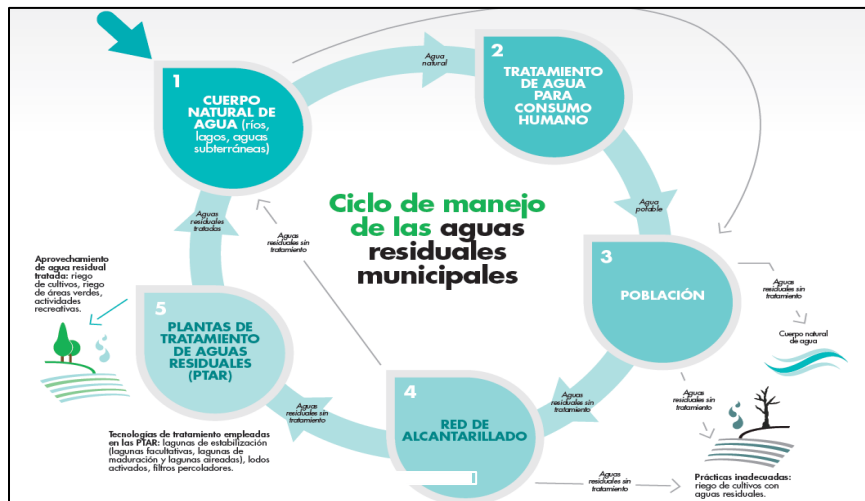 1
CUERPO
NATURAL DE
AGUA (ríos,
lagos, aguas
subterráneas)
Agua
natural
2
TRATAMIENTO
DE AGUA
PARA
CONSUMO
HUMANO
Agua
potable
Ciclo de manejo
de las aguas
residuales
municipales
3
POBLACIÓN
Aguas
residuales sin
tratamiento
Cuerpo natural
de agua
Aguas
residuales sin
tratamiento
Aguas
residuales sin
tratamiento
4
RED DE
ALCANTARILLADO
Aguas
residuales sin
tratamiento
Prácticas inadecuadas:
riego de cultivos con
aguas residuales.
Aguas
residuales sin
tratamiento
Aguas
residuales sin
tratamiento
5
PLANTAS DE
TRATAMIENTO
DE AGUAS
RESIDUALES
(PTAR)
Aguas
residuales
tratadas
Aprovechamiento
de agua residual
tratada: riego
de cultivos, riego
de áreas verdes,
actividades
recreativas.
Tecnologías de tratamiento empleadas
en las PTAR: lagunas de estabilización
(lagunas facultativas, lagunas de
maduración y lagunas aireadas), lodos
activados, filtros percoladores.